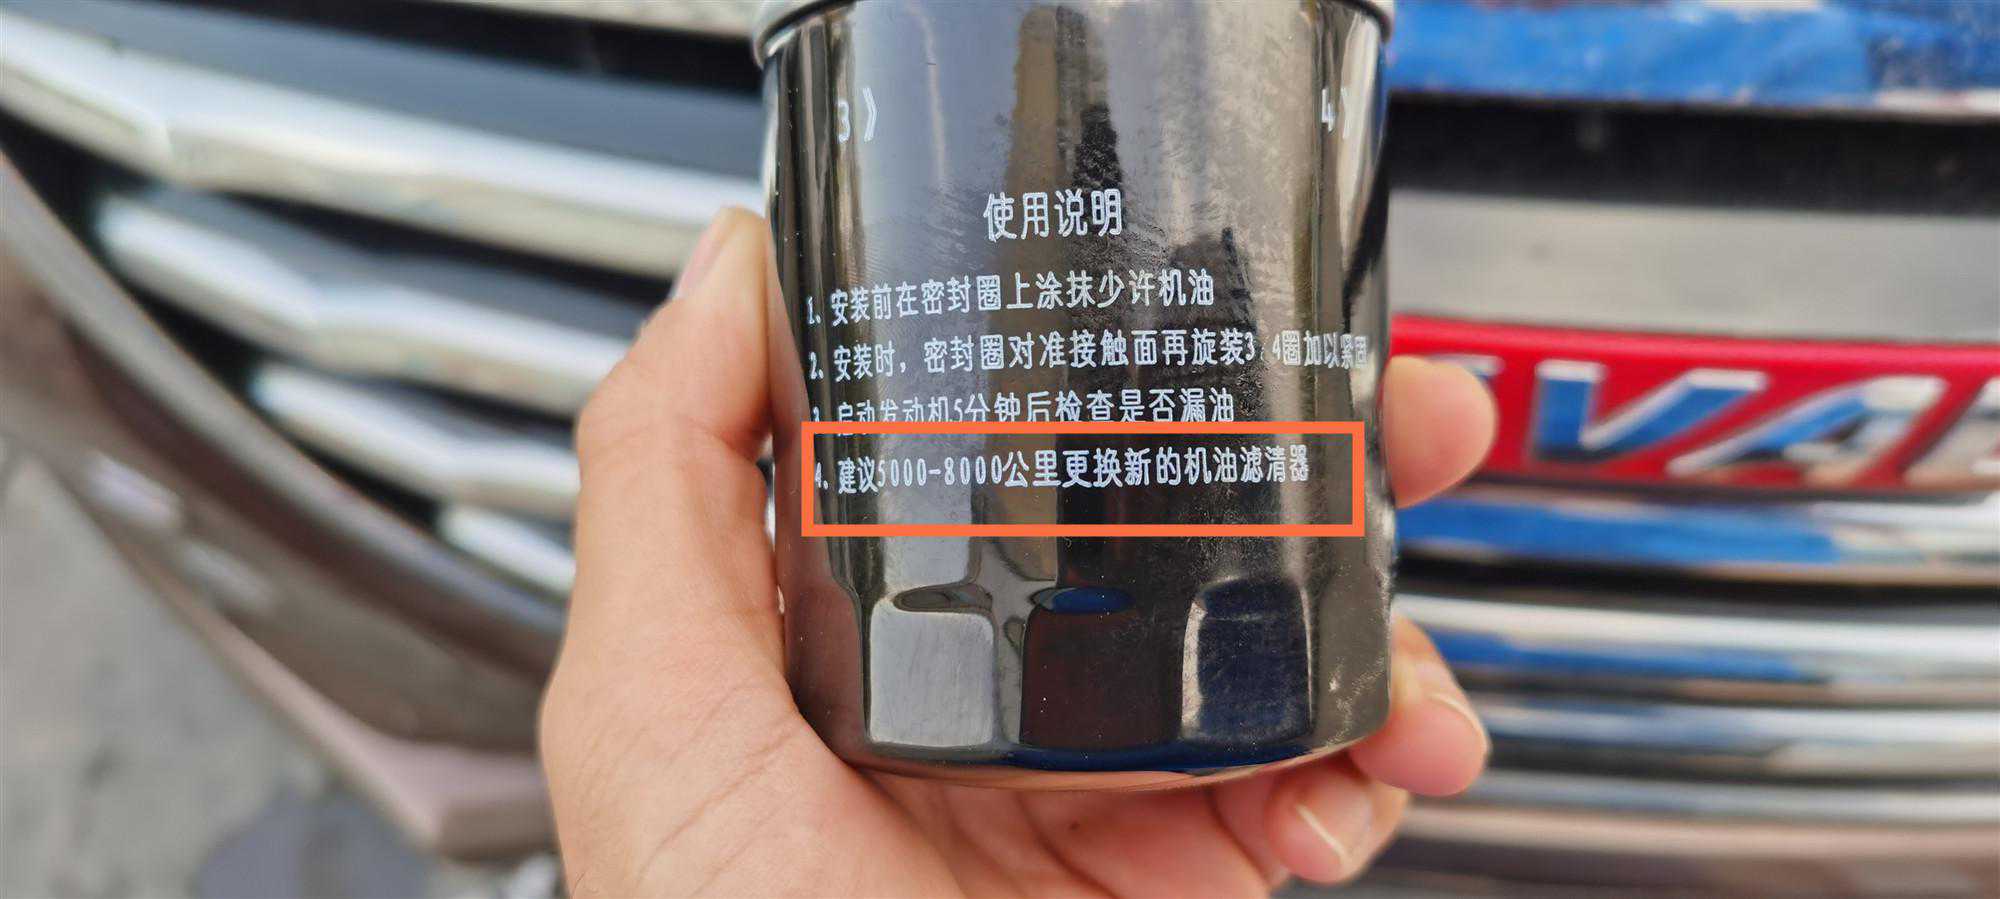 3》
4》
使用说明
1、安装前在密封圈上涂抹少许机油
2、安装时，密封圈对准接触面再旋装3/4圈加以紧固
3、启动发动机5分钟后检查是否漏油
4、建议5000-8000公里更换新的机油滤清器